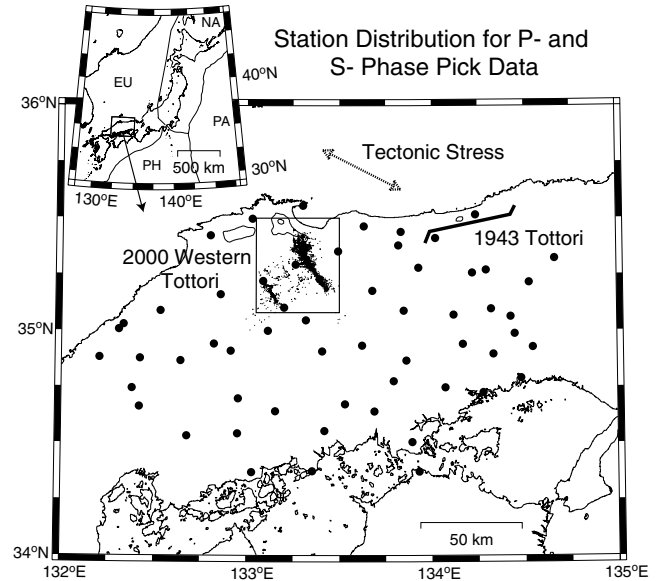 Station Distribution for P- and
S- Phase Pick Data
NA
EU
40°N
PA
PH
500 km
30°N
130°E
140°E
36°N
Tectonic Stress
2000 Western
Tottori
1943 Tottori
35°N
50 km
34°N
132°E
133°E
134°E
135°E